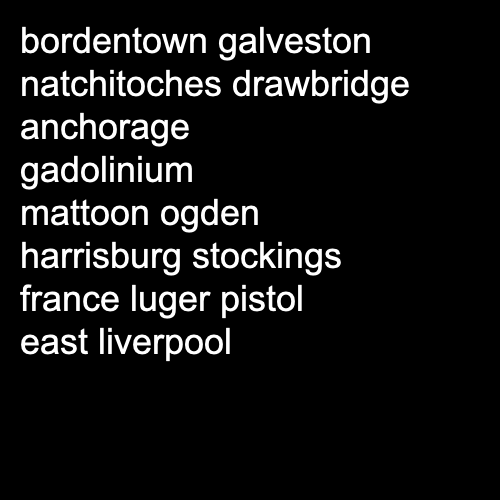 bordentown galveston
natchitoches drawbridge
anchorage
gadolinium
mattoon ogden
harrisburg stockings
france luger pistol
east liverpool